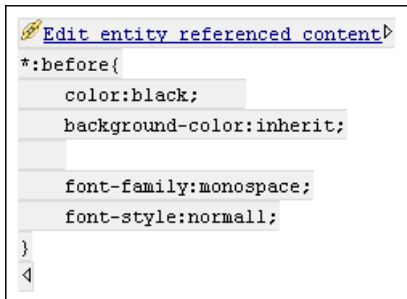 Edit entity referenced content
*:before{
color:black;
background-color:inherit;
font-family:monospace;
font-style:normall;
}